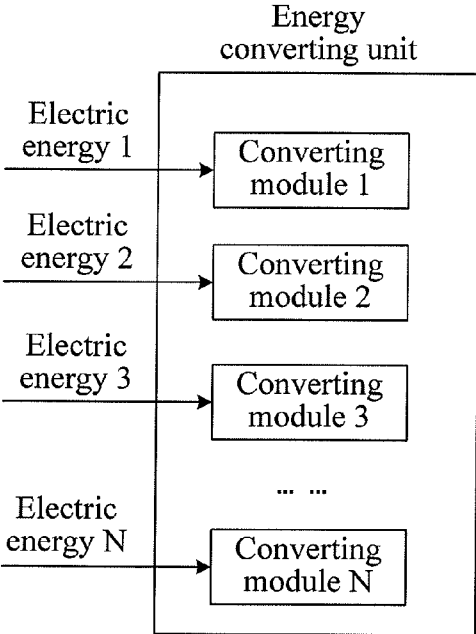 Energy
converting unit
Electric
energy 1
Converting
module 1
Electric
energy 2
Converting
module 2
Electric
energy 3
Converting
module 3
... ...
Electric
energy N
Converting
module N